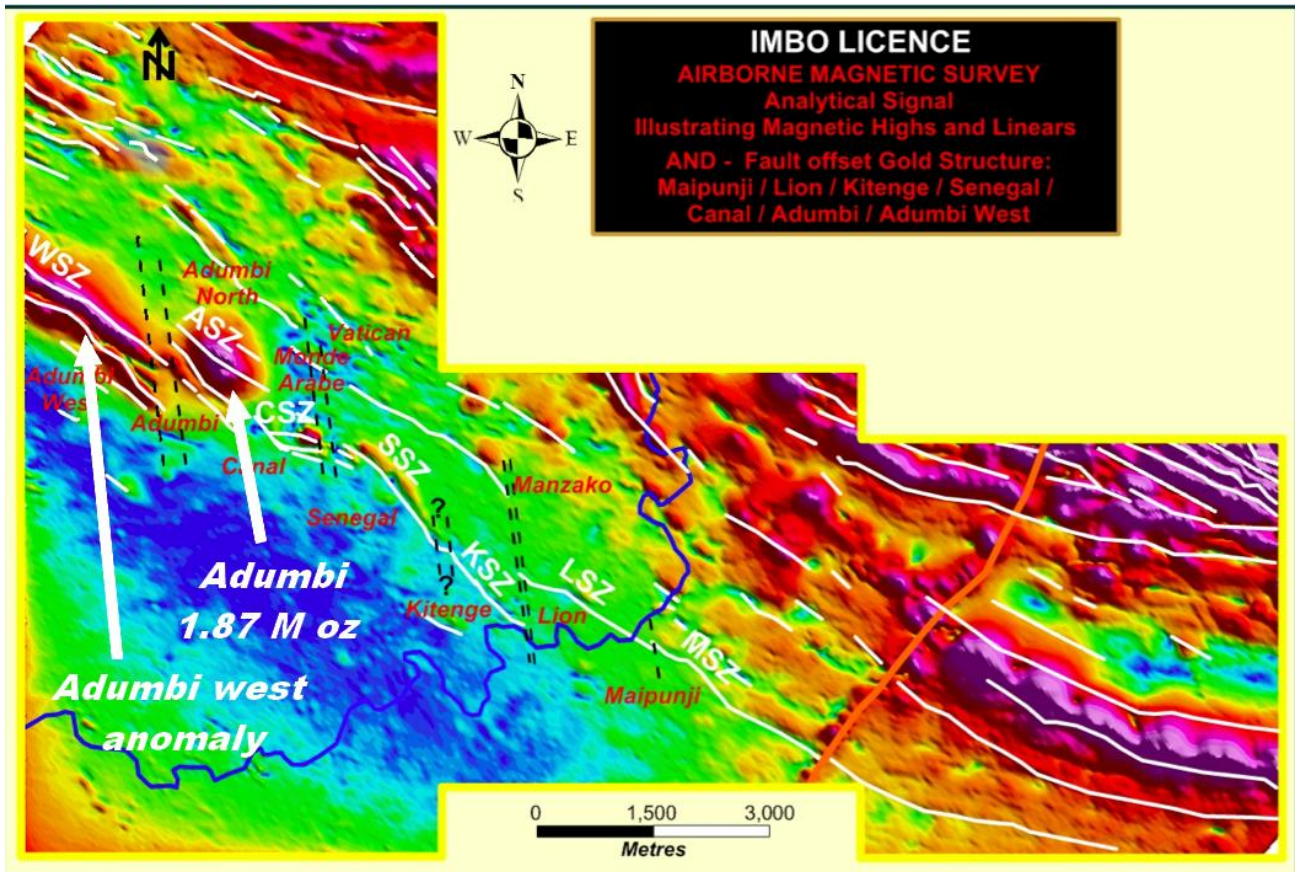 IMBO LICENCE
AIRBORNE MAGNETIC SURVEY
Analytical Signal
Illustrating Magnetic Highs and Linears
AND - Fault offset Gold Structure:
Maipunji / Lion / Kitenge / Senegal /
Canal / Adumbi / Adumbi West
N
N
W
E
S
WSZ
Adumbi
North
ASZ
Vatican
Monde
Arabe
Adumbi
West
Adumbi
CSZ
Canal
SSZ
Senegal
Manzako
?
?
KSZ
LSZ
Kitenge
Lion
MSZ
Maipunji
Adumbi
1.87 M oz
Adumbi west
anomaly
0 1,500 3,000
Metres